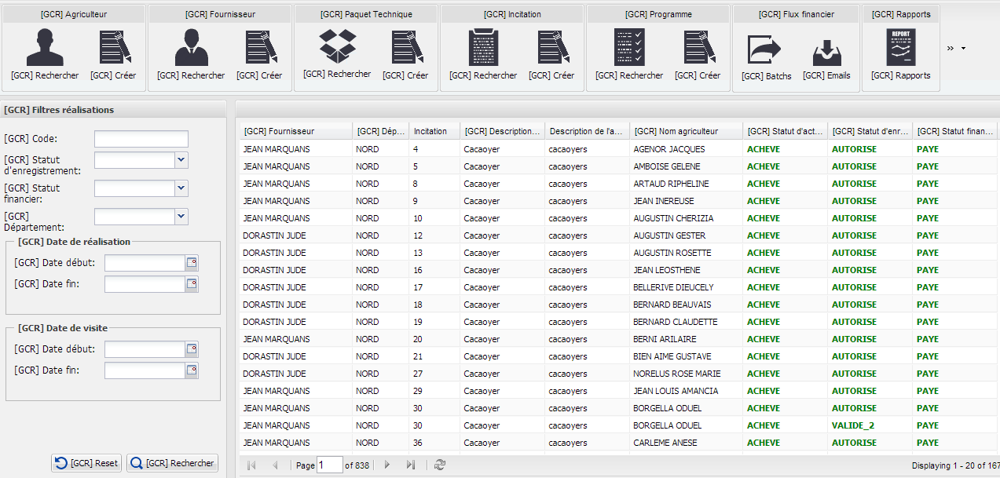 [GCR] Agriculteur [GCR] Fournisseur [GCR] Paquet Technique [GCR] Incitation [GCR] Programme [GCR] Flux financier [GCR] Rapports
REPORT
[GCR] Rechercher [GCR] Créer [GCR] Rechercher [GCR] Créer [GCR] Rechercher [GCR] Créer [GCR] Rechercher [GCR] Créer [GCR] Rechercher [GCR] Créer [GCR] Batchs [GCR] Emails [GCR] Rapports
»
[GCR] Filtres réalisations
[GCR] Code:
[GCR] Statut
d'enregistrement:
[GCR] Statut
financier:
[GCR]
Département:
[GCR] Date de réalisation
[GCR] Date début:
[GCR] Date fin:
[GCR] Date de visite
[GCR] Date début:
[GCR] Date fin:
[GCR] Reset [GCR] Rechercher
[GCR] Fournisseur [GCR] Dép... Incitation [GCR] Description... Description de l'a... [GCR] Nom agriculteur [GCR] Statut d'act... [GCR] Statut d'enr... [GCR] Statut finan...
JEAN MARQUANS NORD 4 Cacaoyer cacaoyers AGENOR JACQUES ACHEVE AUTORISE PAYE
JEAN MARQUANS NORD 5 Cacaoyer cacaoyers AMBOISE GELENE ACHEVE AUTORISE PAYE
JEAN MARQUANS NORD 8 Cacaoyer cacaoyers ARTAUD RIPHELINE ACHEVE AUTORISE PAYE
JEAN MARQUANS NORD 9 Cacaoyer cacaoyers JEAN INEREUSE ACHEVE AUTORISE PAYE
JEAN MARQUANS NORD 10 Cacaoyer cacaoyers AUGUSTIN CHERIZIA ACHEVE AUTORISE PAYE
DORASTIN JUDE NORD 12 Cacaoyer cacaoyers AUGUSTIN GESTER ACHEVE AUTORISE PAYE
DORASTIN JUDE NORD 13 Cacaoyer cacaoyers AUGUSTIN ROSETTE ACHEVE AUTORISE PAYE
DORASTIN JUDE NORD 16 Cacaoyer cacaoyers JEAN LEOSTHENE ACHEVE AUTORISE PAYE
DORASTIN JUDE NORD 17 Cacaoyer cacaoyers BELLERIVE DIEUCELY ACHEVE AUTORISE PAYE
DORASTIN JUDE NORD 18 Cacaoyer cacaoyers BERNARD BEAUVAIS ACHEVE AUTORISE PAYE
DORASTIN JUDE NORD 19 Cacaoyer cacaoyers BERNARD CLAUDETTE ACHEVE AUTORISE PAYE
JEAN MARQUANS NORD 20 Cacaoyer cacaoyers BERNI ARILAIRE ACHEVE AUTORISE PAYE
DORASTIN JUDE NORD 21 Cacaoyer cacaoyers BIEN AIME GUSTAVE ACHEVE AUTORISE PAYE
DORASTIN JUDE NORD 27 Cacaoyer cacaoyers NORELUS ROSE MARIE ACHEVE AUTORISE PAYE
JEAN MARQUANS NORD 29 Cacaoyer cacaoyers JEAN LOUIS AMANCIA ACHEVE AUTORISE PAYE
JEAN MARQUANS NORD 30 Cacaoyer cacaoyers BORGELLA ODUEL ACHEVE AUTORISE PAYE
JEAN MARQUANS NORD 30 Cacaoyer cacaoyers BORGELLA ODUEL ACHEVE VALIDE_2 PAYE
JEAN MARQUANS NORD 36 Cacaoyer cacaoyers CARLEME ANESE ACHEVE AUTORISE PAYE
Page 1 of 838 Displaying 1 - 20 of 167